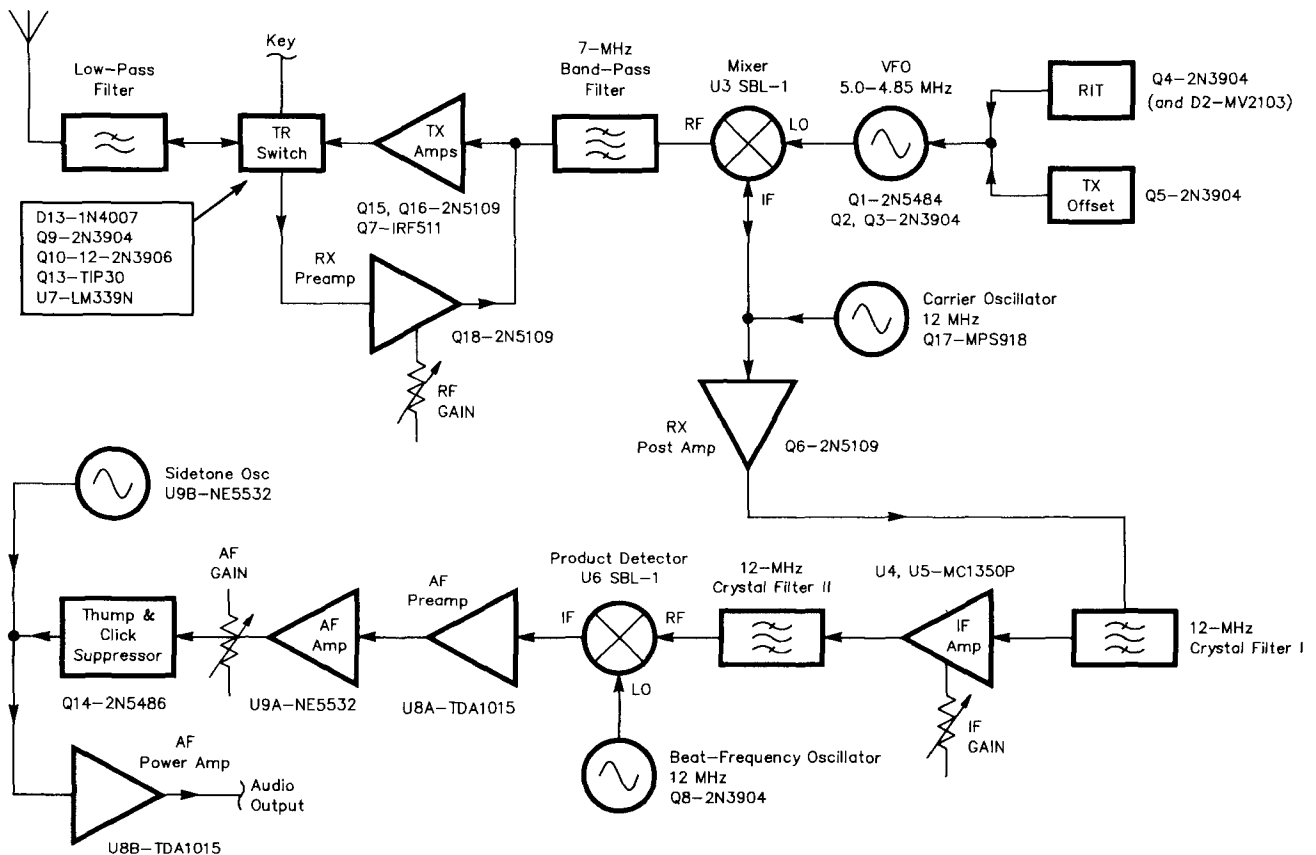 Key
Low-Pass
Filter
TR
Switch
TX
Amps
7-MHz
Band-Pass
Filter
RF
Mixer
U3 SBL-1
LO
IF
VFO
5.0-4.85 MHz
RIT
Q4-2N3904
(and D2-MV2103)
TX
Offset
Q5-2N3904
Q1-2N5484
Q2, Q3-2N3904
D13-1N4007
Q9-2N3904
Q10-12-2N3906
Q13-TIP30
U7-LM339N
Q15, Q16-2N5109
Q7-IRF511
RX
Preamp
Q18-2N5109
RF
GAIN
Carrier Oscillator
12 MHz
Q17-MPS918
RX
Post Amp
Q6-2N5109
Sidetone Osc
U9B-NE5532
AF
GAIN
Thump &
Click
Suppressor
Q14-2N5486
AF
Amp
U9A-NE5532
AF
Preamp
U8A-TDA1015
Product Detector
U6 SBL-1
IF
RF
LO
12-MHz
Crystal Filter II
U4, U5-MC1350P
IF
Amp
IF
GAIN
12-MHz
Crystal Filter I
Beat-Frequency Oscillator
12 MHz
Q8-2N3904
AF
Power Amp
Audio
Output
U8B-TDA1015